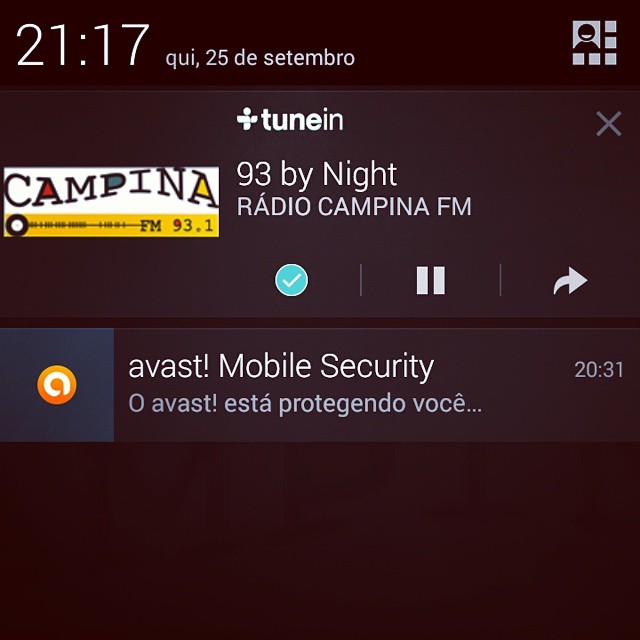 21:17 qui, 25 de setembro
tunein
93 by Night
RÁDIO CAMPINA FM
CAMPINA
FM 93.1
avast! Mobile Security 20:31
O avast! está protegendo você...